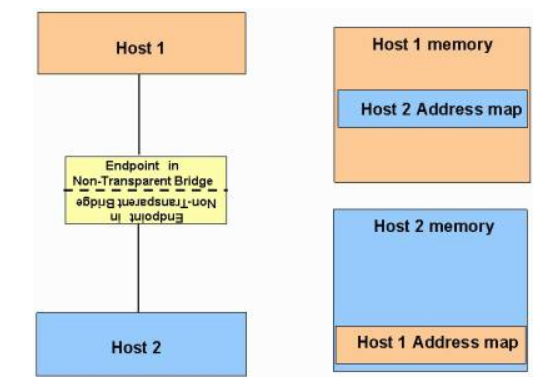 Host 1
Endpoint in
Non-Transparent Bridge
Endpoint in
Non-Transparent Bridge
Host 2
Host 1 memory
Host 2 Address map
Host 2 memory
Host 1 Address map